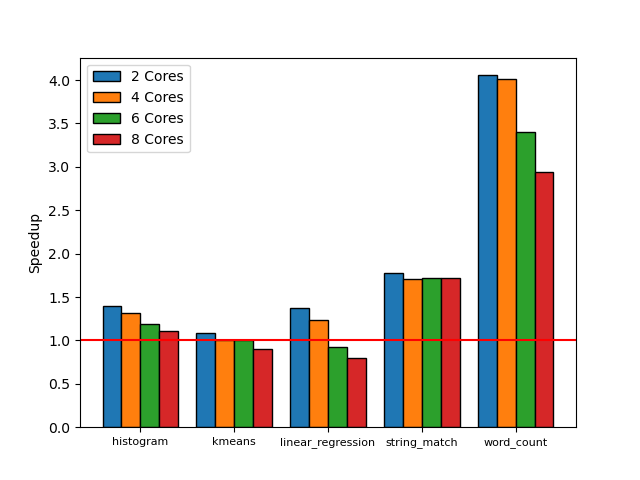 2 Cores
4 Cores
6 Cores
8 Cores
Speedup
4.0
3.5
3.0
2.5
2.0
1.5
1.0
0.5
0.0
histogram kmeans linear_regression string_match word_count